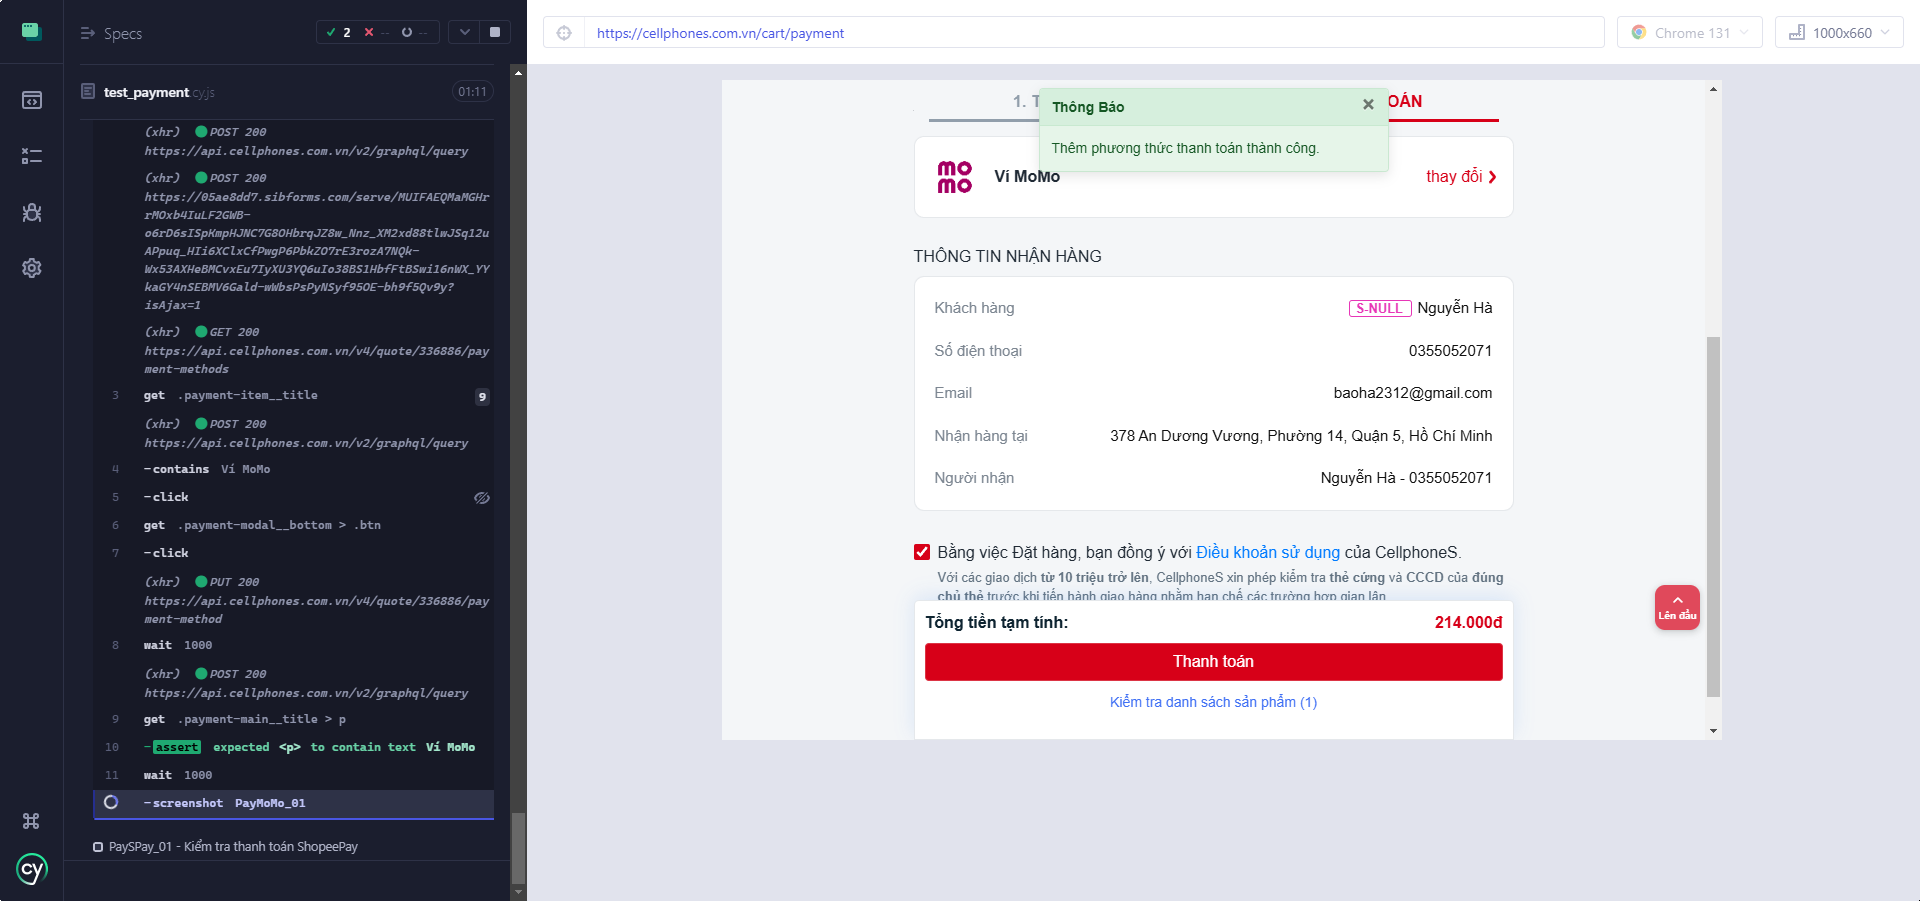 Specs
2 -- --
test_payment.cy.js 01:11
(xhr) POST 200
https://api.cellphones.com.vn/v2/graphql/query
(xhr) POST 200
https://05ae8dd7.sibforms.com/serve/MUIFAEQMaMGHr
rMOxb4IuLF2GWB-
o6rD6sISpKmpHJNC7G8OHbrqJZ8w_Nnz_XM2xd88tlwJSq12u
APpuq_HIi6XClxCfPwgP6PbkZO7rE3rozA7NQk-
Wx53AXHeBMCvxEu7IyXU3YQ6uIo38BS1HbfFtBSwi16nWX_YY
kaGY4nSEBMV6Gald-wWbsPsPyNSyf95OE-bh9f5Qv9y?
isAjax=1
(xhr) GET 200
https://api.cellphones.com.vn/v4/quote/336886/pay
ment-methods
3 get .payment-item__title 9
(xhr) POST 200
https://api.cellphones.com.vn/v2/graphql/query
4 -contains Ví MoMo
5 -click
6 get .payment-modal__bottom > .btn
7 -click
(xhr) PUT 200
https://api.cellphones.com.vn/v4/quote/336886/pay
ment-method
8 wait 1000
(xhr) POST 200
https://api.cellphones.com.vn/v2/graphql/query
9 get .payment-main__title > p
10 -assert expected <p> to contain text Ví MoMo
11 wait 1000
-screenshot PayMoMo_01
PaySPay_01 - Kiểm tra thanh toán ShopeePay
cy
https://cellphones.com.vn/cart/payment
Chrome 131
1000x660
1. T
OÁN
Thông Báo
Thêm phương thức thanh toán thành công.
mo
mo
Ví MoMo
thay đổi
THÔNG TIN NHẬN HÀNG
Khách hàng S-NULL Nguyễn Hà
Số điện thoại 0355052071
Email baoha2312@gmail.com
Nhận hàng tại 378 An Dương Vương, Phường 14, Quận 5, Hồ Chí Minh
Người nhận Nguyễn Hà - 0355052071
Bằng việc Đặt hàng, bạn đồng ý với Điều khoản sử dụng của CellphoneS.
Với các giao dịch từ 10 triệu trở lên, CellphoneS xin phép kiểm tra thẻ cứng và CCCD của đúng
chủ thẻ trước khi tiến hành giao hàng nhằm hạn chế các trường hợp gian lận
Tổng tiền tạm tính: 214.000đ
Thanh toán
Kiểm tra danh sách sản phẩm (1)
Lên đầu